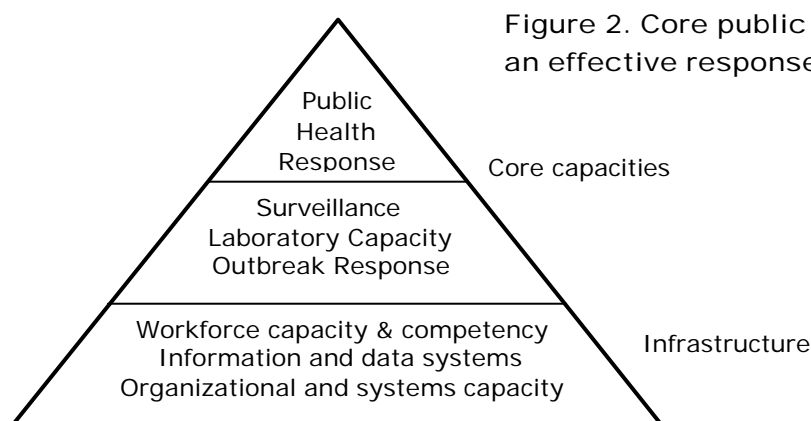 Figure 2. Core public
an effective response
Public
Health
Response
Core capacities
Surveillance
Laboratory Capacity
Outbreak Response
Workforce capacity & competency
Information and data systems
Organizational and systems capacity
Infrastructure